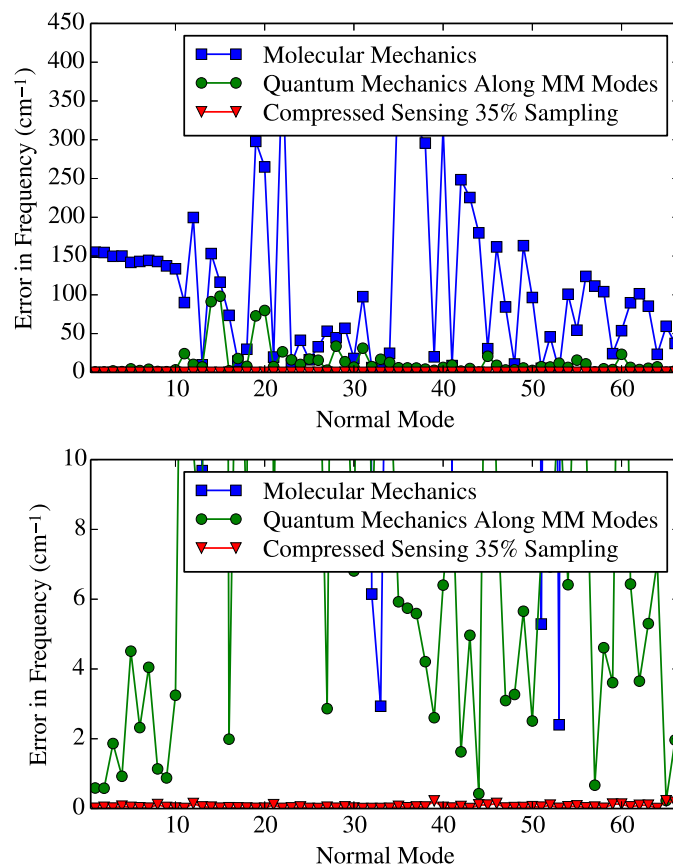 450
400
350
300
250
200
150
100
50
0
Error in Frequency (cm⁻¹)
Molecular Mechanics
Quantum Mechanics Along MM Modes
Compressed Sensing 35% Sampling
10 20 30 40 50 60
Normal Mode
10
8
6
4
2
0
Error in Frequency (cm⁻¹)
Molecular Mechanics
Quantum Mechanics Along MM Modes
Compressed Sensing 35% Sampling
10 20 30 40 50 60
Normal Mode